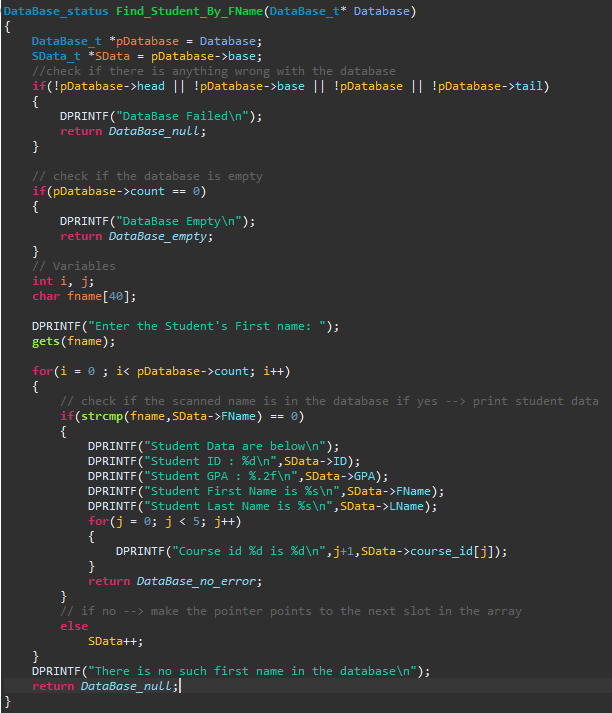 DataBase_status Find_Student_By_FName(DataBase_t* Database)
{
    DataBase_t *pDatabase = Database;
    SData_t *SData = pDatabase->base;
    //check if there is anything wrong with the database
    if(!pDatabase->head || !pDatabase->base || !pDatabase || !pDatabase->tail)
    {
        DPRINTF("DataBase Failed\n");
        return DataBase_null;
    }

    // check if the database is empty
    if(pDatabase->count == 0)
    {
        DPRINTF("DataBase Empty\n");
        return DataBase_empty;
    }
    // Variables
    int i, j;
    char fname[40];

    DPRINTF("Enter the Student's First name: ");
    gets(fname);

    for(i = 0 ; i< pDatabase->count; i++)
    {
        // check if the scanned name is in the database if yes --> print student data
        if(strcmp(fname,SData->FName) == 0)
        {
            DPRINTF("Student Data are below\n");
            DPRINTF("Student ID : %d\n",SData->ID);
            DPRINTF("Student GPA : %.2f\n",SData->GPA);
            DPRINTF("Student First Name is %s\n",SData->FName);
            DPRINTF("Student Last Name is %s\n",SData->LName);
            for(j = 0; j < 5; j++)
            {
                DPRINTF("Course id %d is %d\n",j+1,SData->course_id[j]);
            }
            return DataBase_no_error;
        }
        // if no --> make the pointer points to the next slot in the array
        else
            SData++;
    }
    DPRINTF("There is no such first name in the database\n");
    return DataBase_null;
}